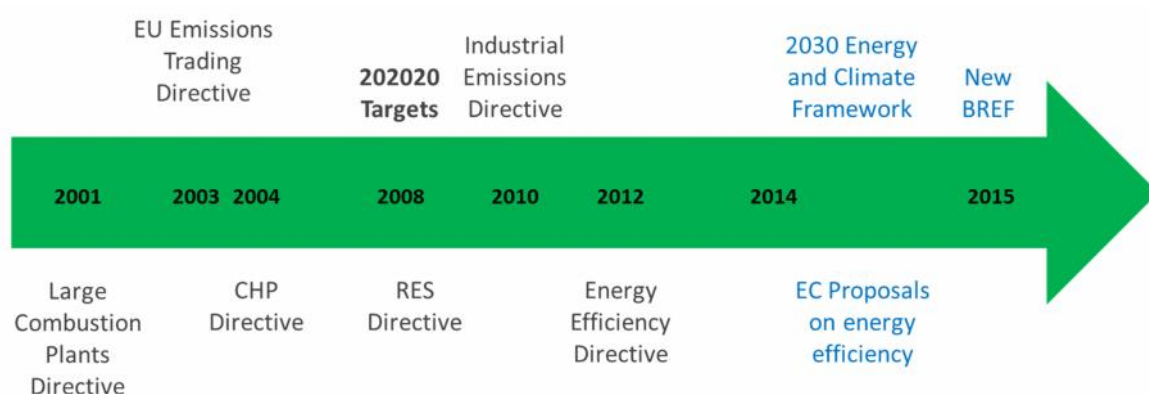 EU Emissions
Trading
Directive
202020
Targets
Industrial
Emissions
Directive
2030 Energy
and Climate
Framework
New
BREF
2001 2003 2004 2008 2010 2012 2014 2015
Large
Combustion
Plants
Directive
CHP
Directive
RES
Directive
Energy
Efficiency
Directive
EC Proposals
on energy
efficiency